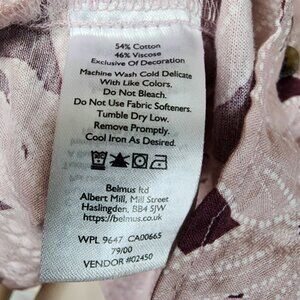 54% Cotton
46% Viscose
Exclusive Of Decoration
Machine Wash Cold Delicate
With Like Colors.
Do Not Bleach.
Do Not Use Fabric Softeners.
Tumble Dry Low.
Remove Promptly.
Cool Iron As Desired.
Belmus ltd
Albert Mill, Mill Street
Haslingden, BB4 5JW
https://belmus.co.uk
WPL 9647 CA00665
79/00
VENDOR #02450